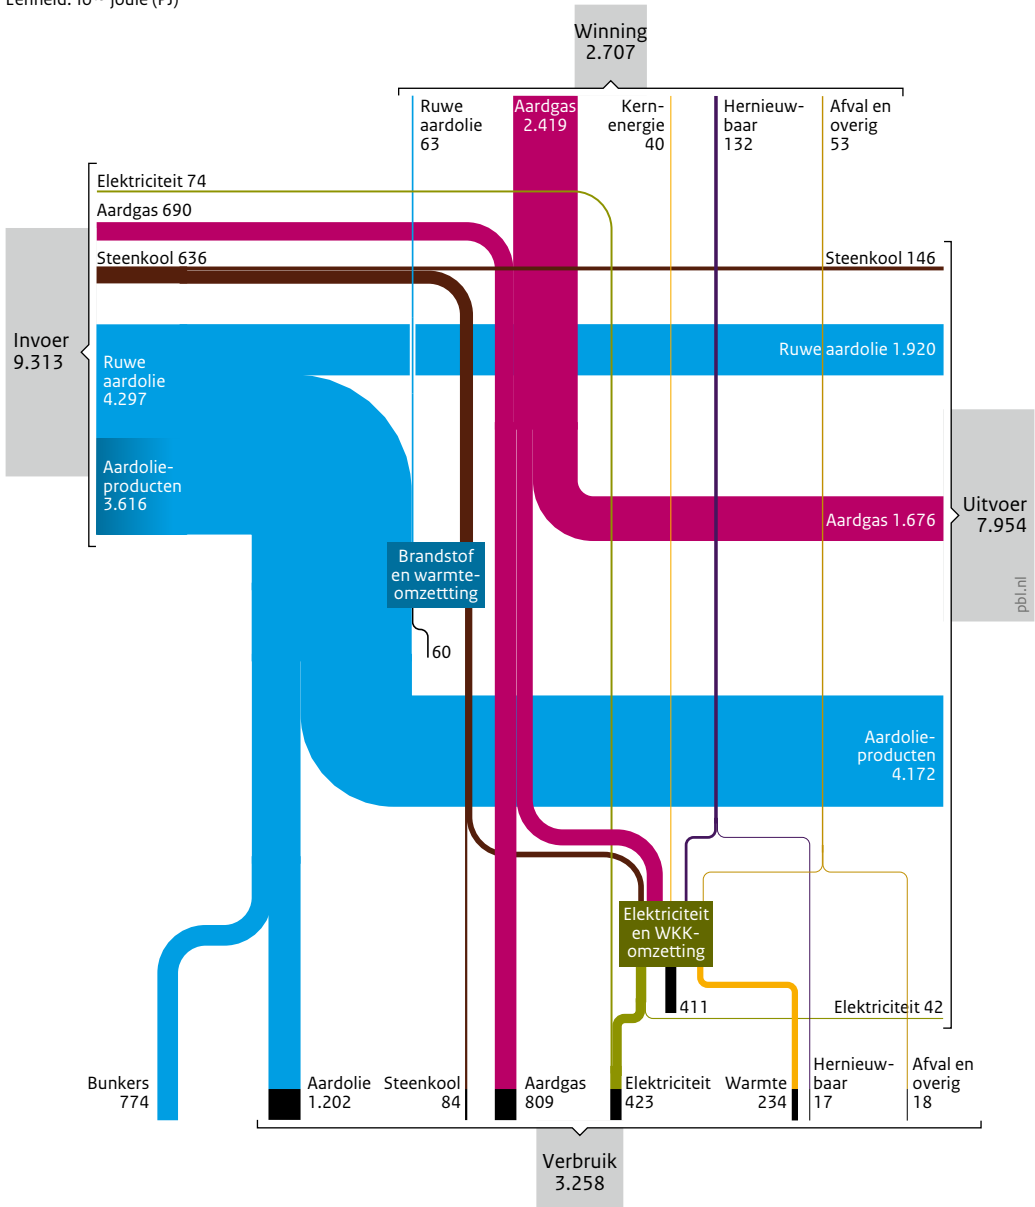 Winning
2.707
Ruwe
aardolie
63
Aardgas
2.419
Kern-
energie
40
Hernieuw-
baar
132
Afval en
overig
53
Elektriciteit 74
Aardgas 690
Steenkool 636
Steenkool 146
Invoer
9.313
Ruwe
aardolie
4.297
Ruwe aardolie 1.920
Aardolie-
producten
3.616
Aardgas 1.676
Uitvoer
7.954
pbl.nl
Brandstof
en warmte-
omzettting
60
Aardolie-
producten
4.172
Elektriciteit
en WKK-
omzetting
411
Elektriciteit 42
Bunkers
774
Aardolie
1.202
Steenkool
84
Aardgas
809
Elektriciteit
423
Warmte
234
Hernieuw-
baar
17
Afval en
overig
18
Verbruik
3.258